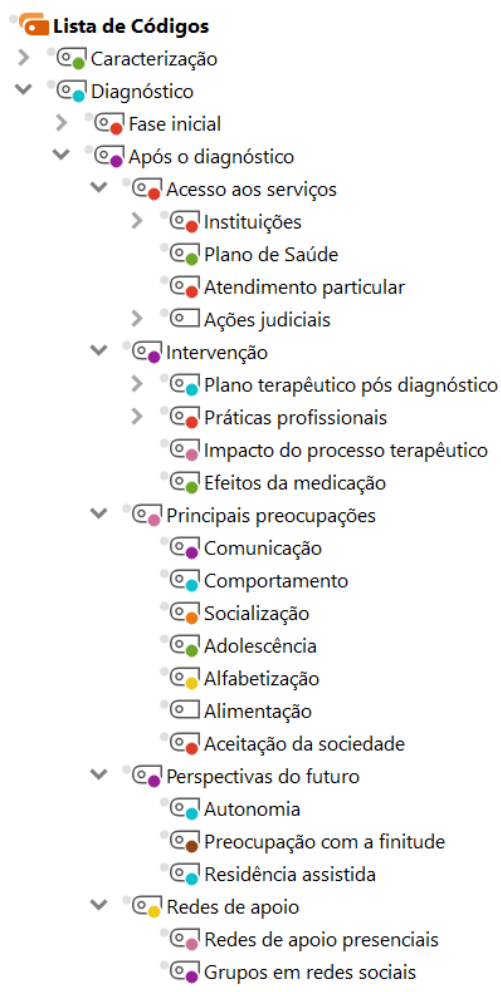 Lista de Códigos
Caracterização
Diagnóstico
Fase inicial
Após o diagnóstico
Acesso aos serviços
Instituições
Plano de Saúde
Atendimento particular
Ações judiciais
Intervenção
Plano terapêutico pós diagnóstico
Práticas profissionais
Impacto do processo terapêutico
Efeitos da medicação
Principais preocupações
Comunicação
Comportamento
Socialização
Adolescência
Alfabetização
Alimentação
Aceitação da sociedade
Perspectivas do futuro
Autonomia
Preocupação com a finitude
Residência assistida
Redes de apoio
Redes de apoio presenciais
Grupos em redes sociais